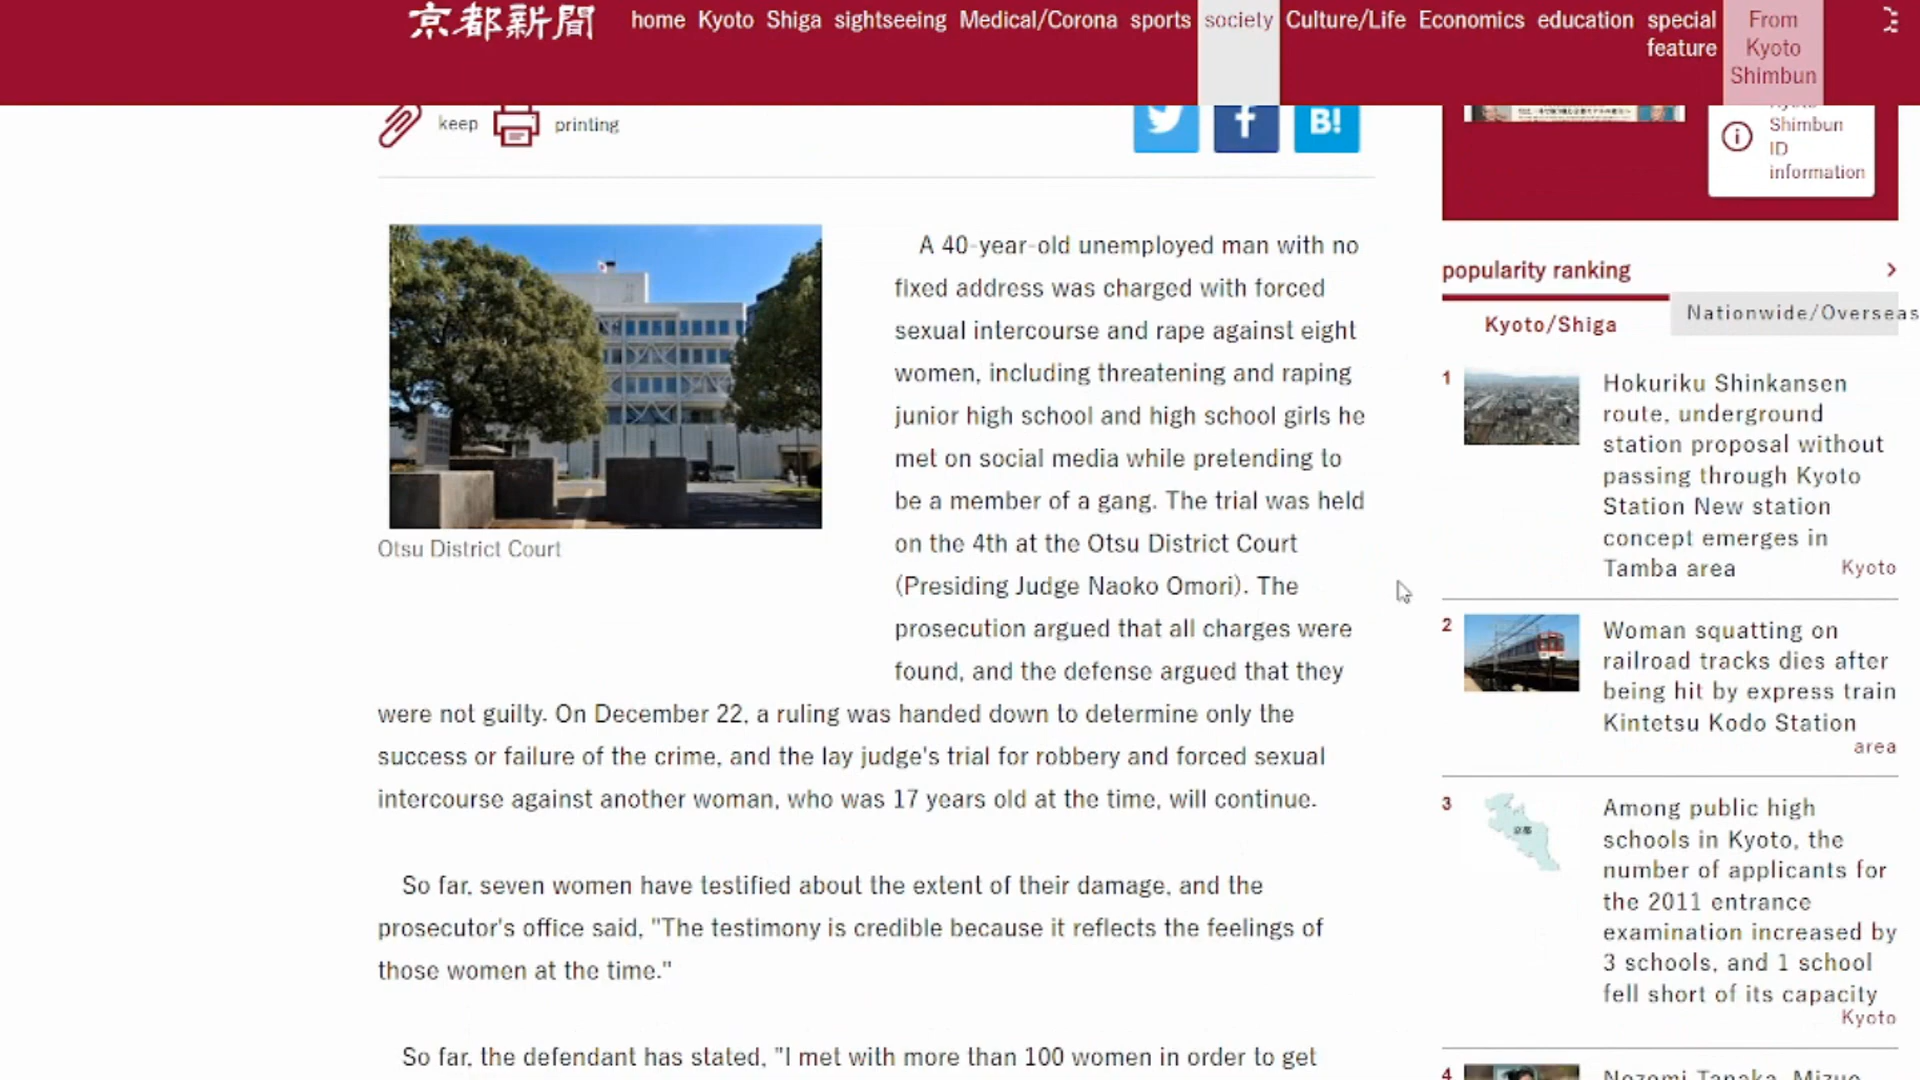 京都新聞
home Kyoto Shiga sightseeing Medical/Corona sports society Culture/Life Economics education special feature From Kyoto Shimbun
keep printing
B!
Shimbun
ID
information
Otsu District Court
A 40-year-old unemployed man with no
fixed address was charged with forced
sexual intercourse and rape against eight
women, including threatening and raping
junior high school and high school girls he
met on social media while pretending to
be a member of a gang. The trial was held
on the 4th at the Otsu District Court
(Presiding Judge Naoko Omori). The
prosecution argued that all charges were
found, and the defense argued that they
were not guilty. On December 22, a ruling was handed down to determine only the
success or failure of the crime, and the lay judge's trial for robbery and forced sexual
intercourse against another woman, who was 17 years old at the time, will continue.
So far, seven women have testified about the extent of their damage, and the
prosecutor's office said, "The testimony is credible because it reflects the feelings of
those women at the time."
So far, the defendant has stated, "I met with more than 100 women in order to get
popularity ranking
Kyoto/Shiga
Nationwide/Overseas
1
Hokuriku Shinkansen
route, underground
station proposal without
passing through Kyoto
Station New station
concept emerges in
Tamba area
Kyoto
2
Woman squatting on
railroad tracks dies after
being hit by express train
Kintetsu Kodo Station
area
3
京都
Among public high
schools in Kyoto, the
number of applicants for
the 2011 entrance
examination increased by
3 schools, and 1 school
fell short of its capacity
Kyoto
4
Nozomi Tanaka, Mizuo